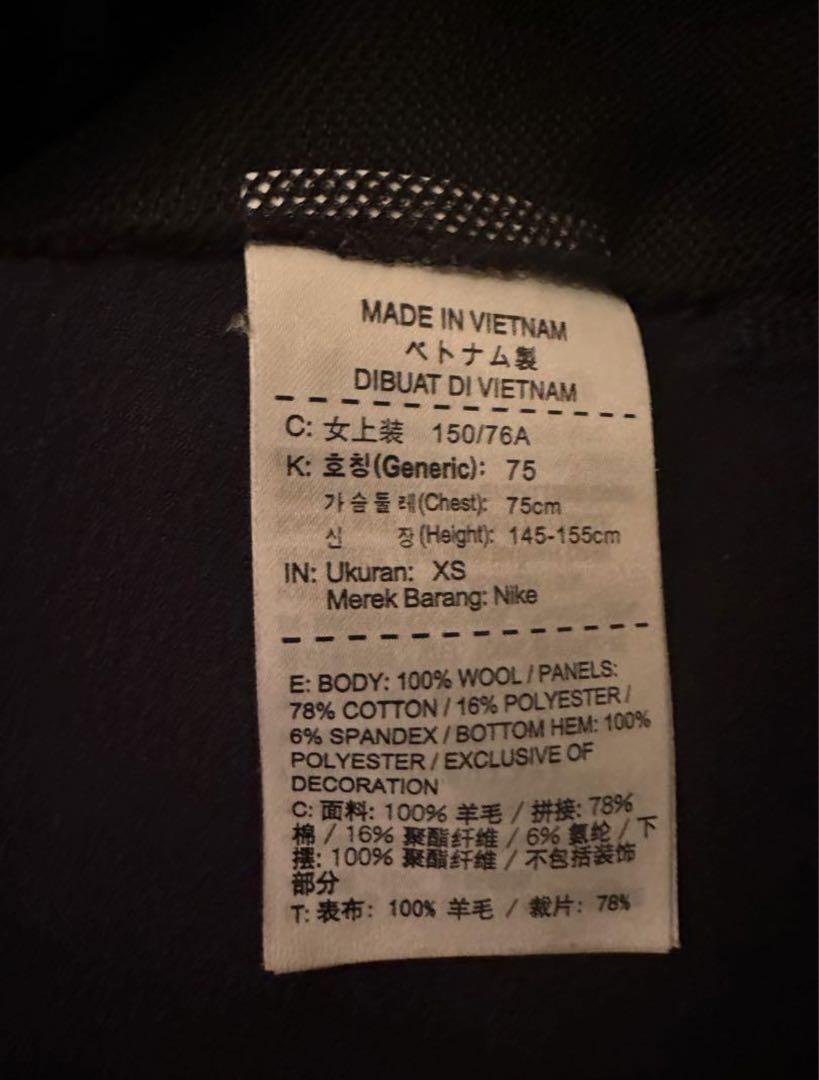 MADE IN VIETNAM
ベトナム製
DIBUAT DI VIETNAM
C: 女上装 150/76A
K: 호칭(Generic): 75
가슴둘레(Chest): 75cm
신 장(Height): 145-155cm
IN: Ukuran: XS
Merek Barang: Nike
E: BODY: 100% WOOL / PANELS:
78% COTTON / 16% POLYESTER /
6% SPANDEX / BOTTOM HEM: 100%
POLYESTER / EXCLUSIVE OF
DECORATION
C: 面料: 100% 羊毛 / 拼接: 78%
棉 / 16% 聚酯纤维 / 6% 氨纶 / 下
摆: 100% 聚酯纤维 / 不包括装饰
部分
T: 表布: 100% 羊毛 / 裁片: 78%